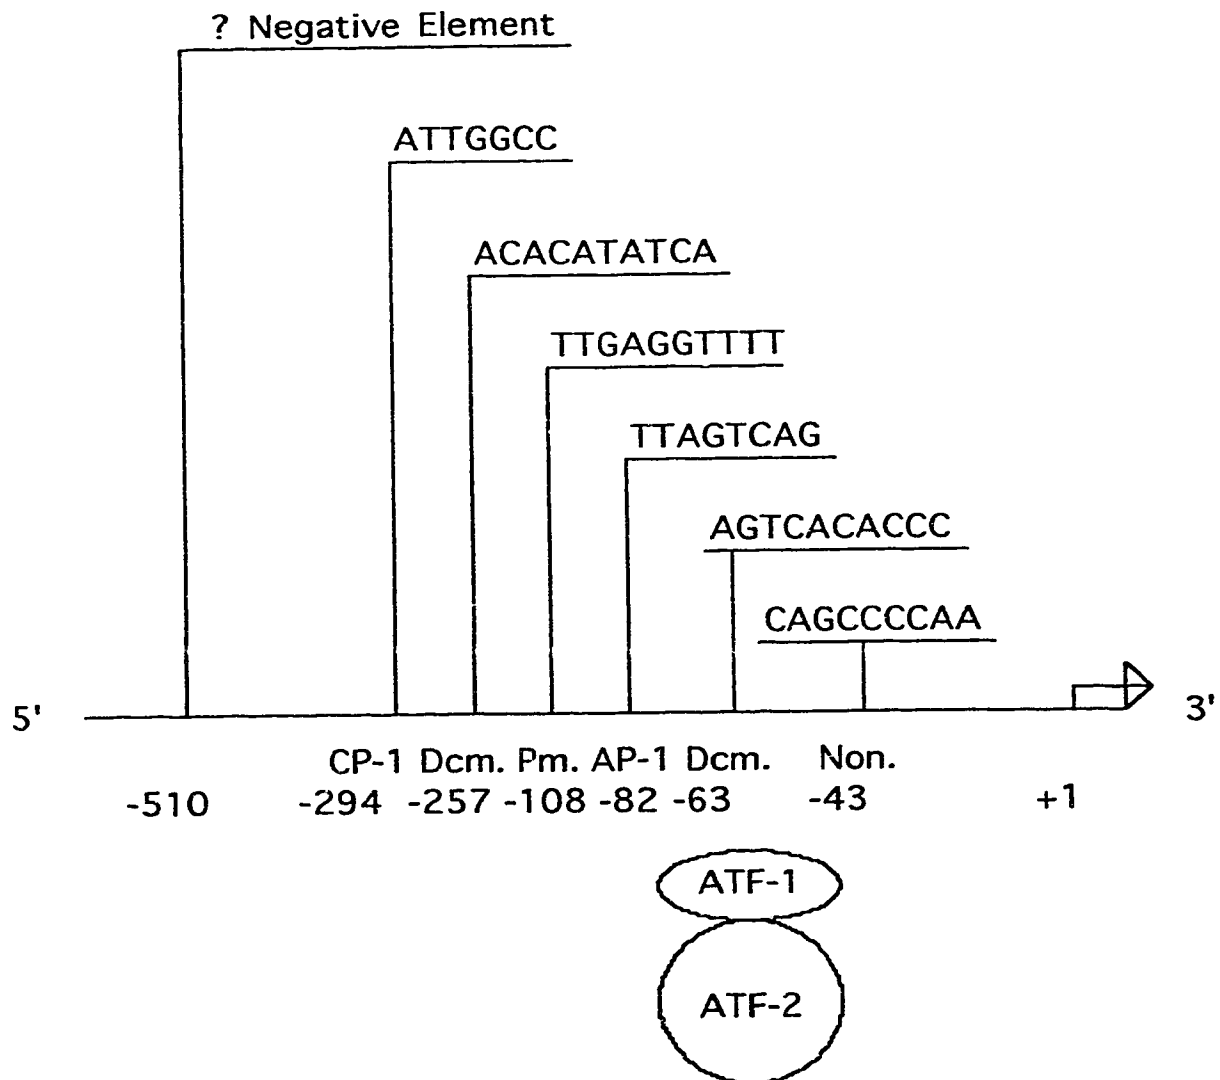 ? Negative Element
ATTGGCC
ACACATATCA
TTGAGGTTTT
TTAGTCAG
AGTCACACCC
CAGCCCCAA
5'
3'
CP-1 Dcm. Pm. AP-1 Dcm. Non.
-510 -294 -257 -108 -82 -63 -43 +1
ATF-1
ATF-2